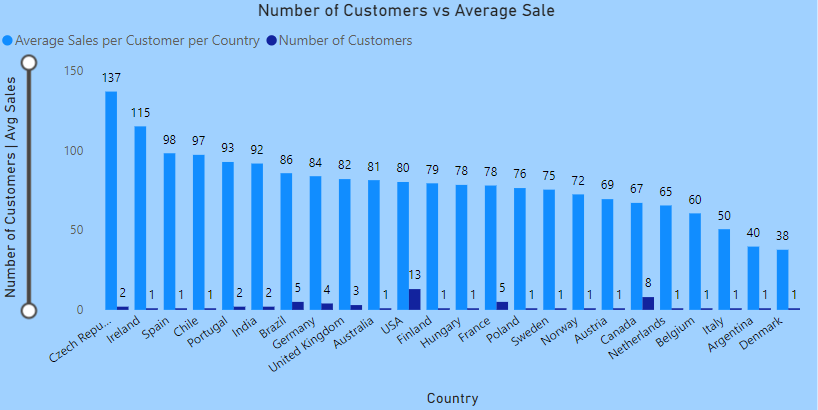 Number of Customers vs Average Sale
Average Sales per Customer per Country Number of Customers
Number of Customers | Avg Sales
150
100
50
0
137 115 98 97 93 92 86 84 82 81 80 79 78 78 76 75 72 69 67 65 60 50 40 38
2 1 1 1 2 2 5 4 3 1 13 1 1 5 1 1 1 1 8 1 1 1 1 1
Czech Repu... Ireland Spain Chile Portugal India Brazil Germany United Kingdom Australia USA Finland Hungary France Poland Sweden Norway Austria Canada Netherlands Belgium Italy Argentina Denmark
Country